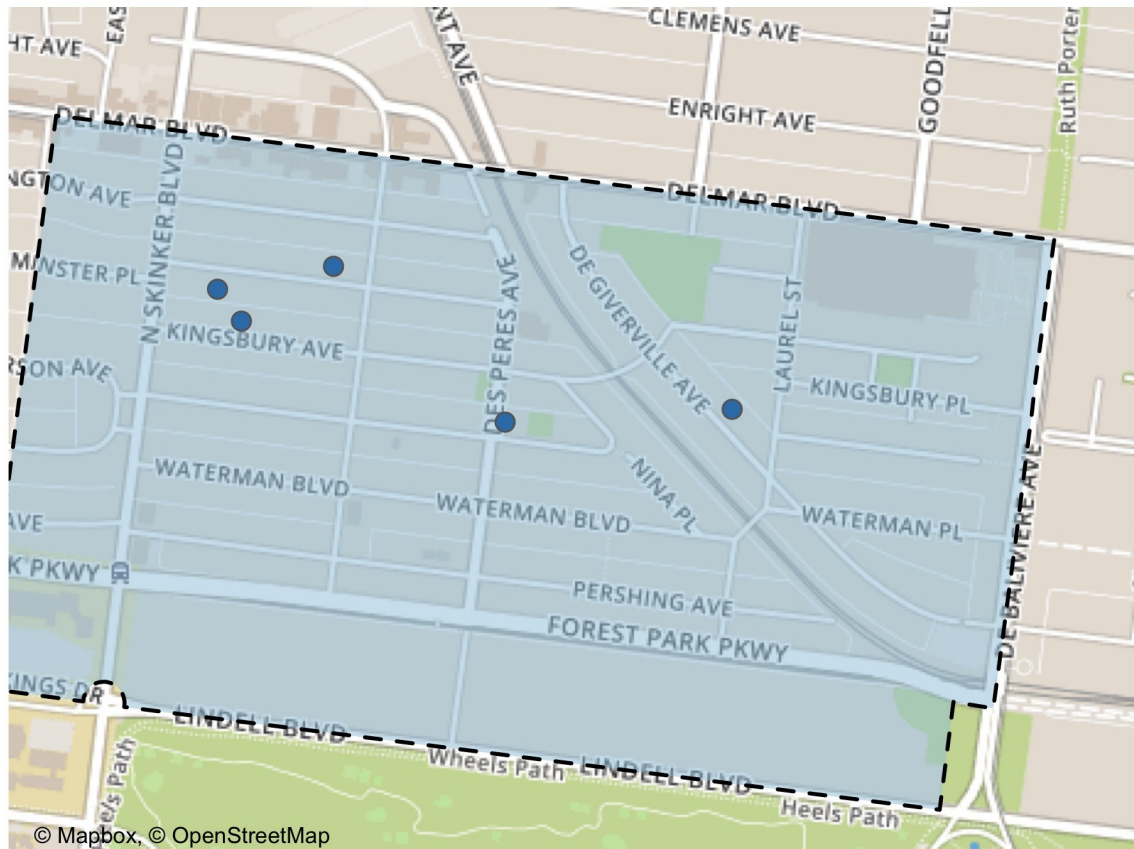 CLEMENS AVE
HT AVE
EAS
NT AVE
GOODFELL
Ruth Porter
ENRIGHT AVE
DELMAR BLVD
DELMAR BLVD
NGTON AVE
N SKINKER BLVD
MINSTER PL
DES PERES AVE
DE GIVERVILLE AVE
LAUREL ST
KINGSBURY AVE
RSON AVE
KINGSBURY PL
WATERMAN BLVD
WATERMAN BLVD
NINA PL
WATERMAN PL
DE BALIVIERE AVE
AVE
K PKWY
PERSHING AVE
FOREST PARK PKWY
KINGS DR
LINDELL BLVD
Wheels Path
LINDELL BLVD
Heels Path
eels Path
© Mapbox, © OpenStreetMap